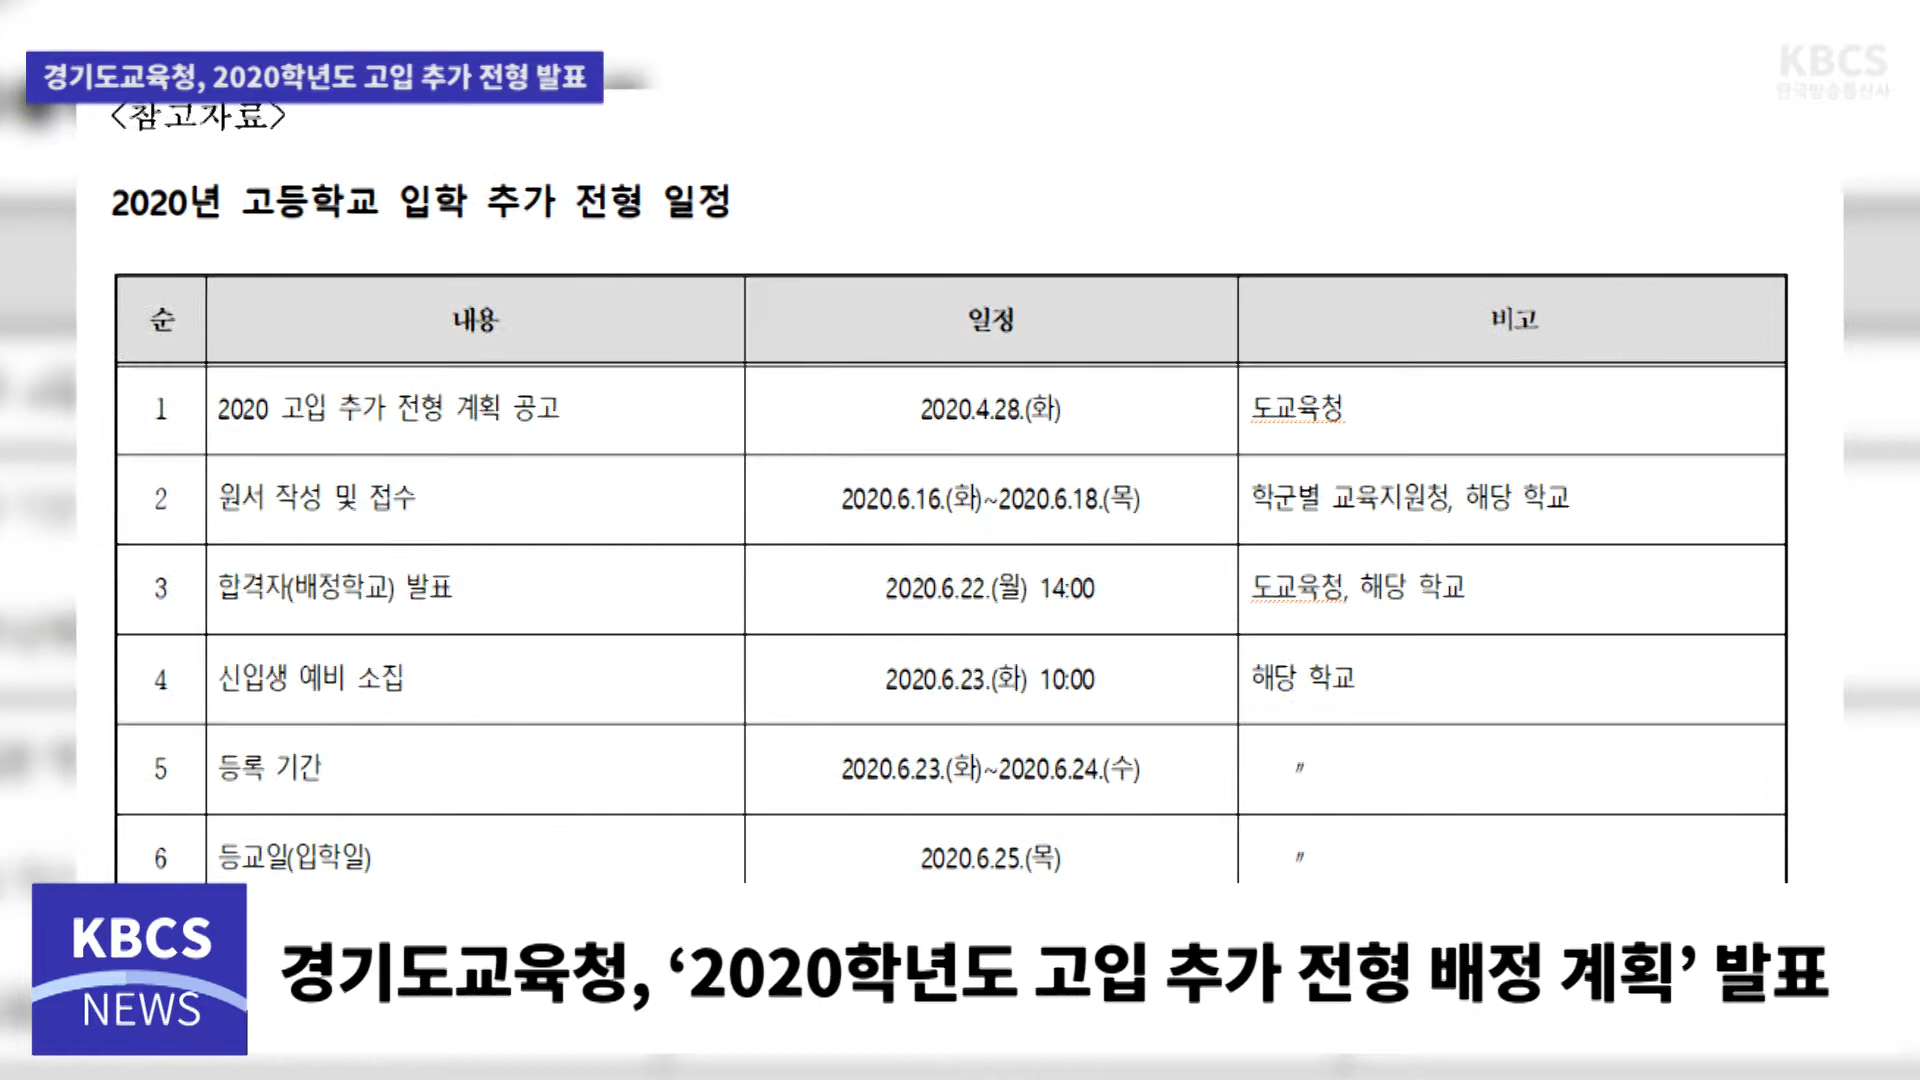 경기도교육청, 2020학년도 고입 추가 전형 발표
KBCS
한국방송통신사
<참고자료>
2020년 고등학교 입학 추가 전형 일정
순 내용 일정 비고
1 2020 고입 추가 전형 계획 공고 2020.4.28.(화) 도교육청
2 원서 작성 및 접수 2020.6.16.(화)~2020.6.18.(목) 학군별 교육지원청, 해당 학교
3 합격자(배정학교) 발표 2020.6.22.(월) 14:00 도교육청, 해당 학교
4 신입생 예비 소집 2020.6.23.(화) 10:00 해당 학교
5 등록 기간 2020.6.23.(화)~2020.6.24.(수) 〃
6 등교일(입학일) 2020.6.25.(목) 〃
KBCS
NEWS
경기도교육청, ‘2020학년도 고입 추가 전형 배정 계획’ 발표